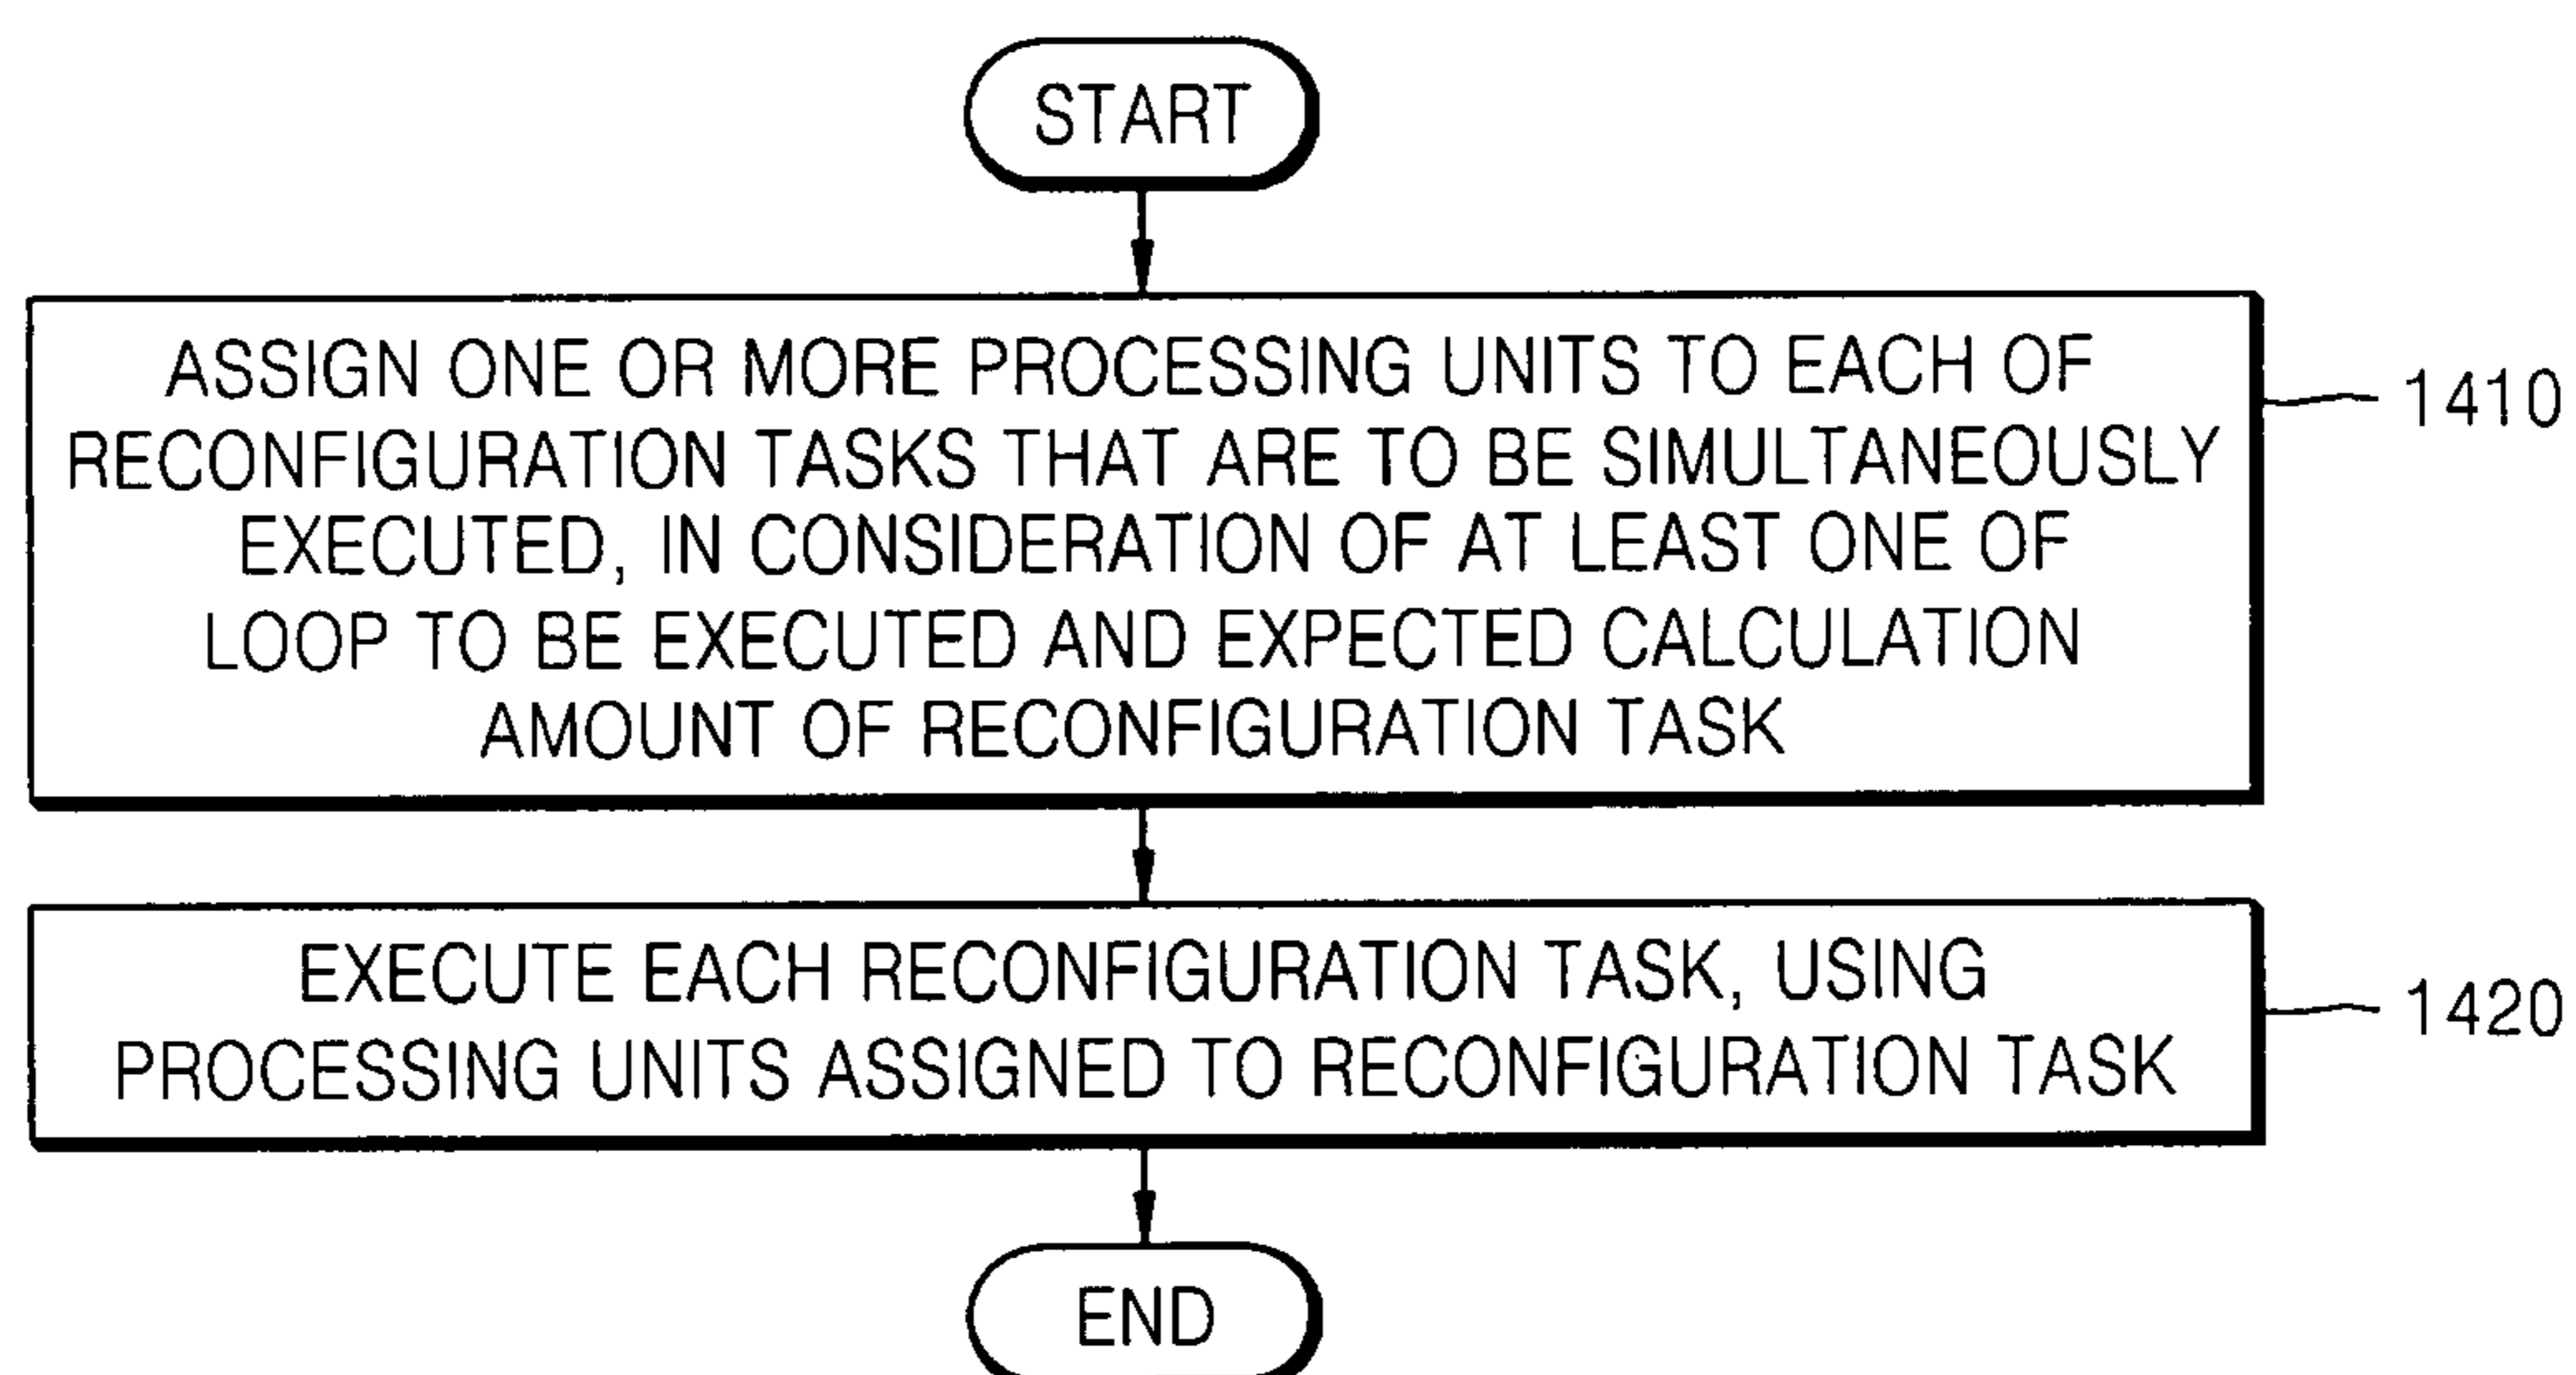 START
ASSIGN ONE OR MORE PROCESSING UNITS TO EACH OF
RECONFIGURATION TASKS THAT ARE TO BE SIMULTANEOUSLY
EXECUTED, IN CONSIDERATION OF AT LEAST ONE OF
LOOP TO BE EXECUTED AND EXPECTED CALCULATION
AMOUNT OF RECONFIGURATION TASK
1410
EXECUTE EACH RECONFIGURATION TASK, USING
PROCESSING UNITS ASSIGNED TO RECONFIGURATION TASK
1420
END